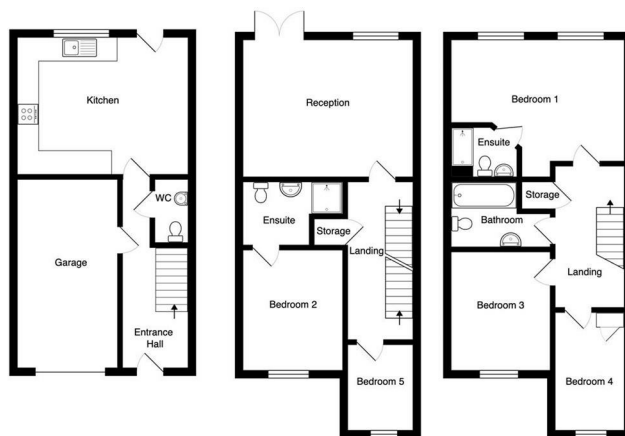 Kitchen
WC
Garage
Entrance
Hall
Reception
Ensuite
Storage
Landing
Bedroom 2
Bedroom 5
Bedroom 1
Ensuite
Storage
Bathroom
Landing
Bedroom 3
Bedroom 4